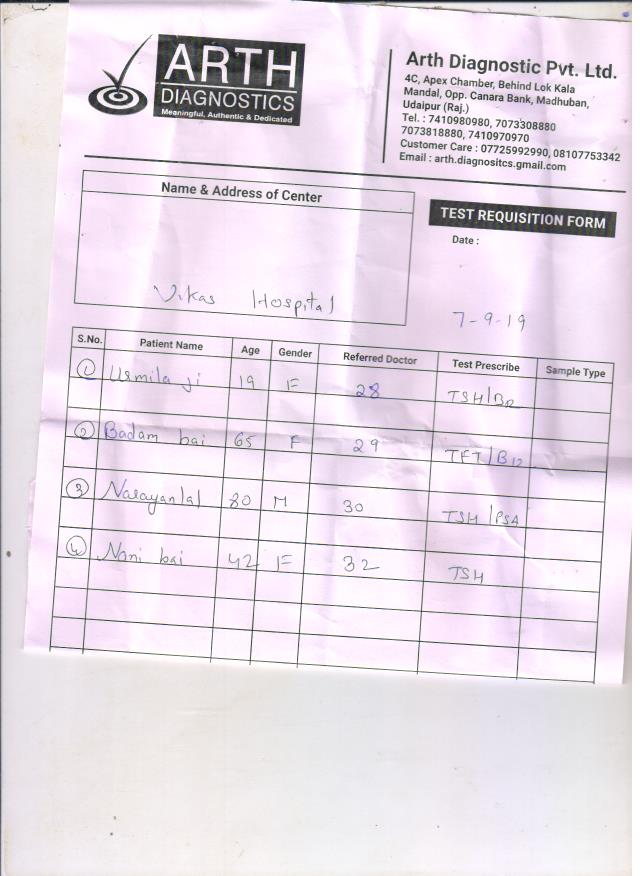 ARTH
DIAGNOSTICS
Meaningful, Authentic & Dedicated
Arth Diagnostic Pvt. Ltd.
4C, Apex Chamber, Behind Lok Kala
Mandal, Opp. Canara Bank, Madhuban,
Udaipur (Raj.)
Tel. : 7410980980, 7073308880
7073818880, 7410970970
Customer Care : 07725992990, 08107753342
Email : arth.diagnositcs.gmail.com
Name & Address of Center
Vikas Hospital
TEST REQUISITION FORM
Date :
7-9-19
S.No. Patient Name Age Gender Referred Doctor Test Prescribe Sample Type
1 Urmila ji 19 F 28 TSH/B12
2 Badam bai 65 F 29 TFT/B12
3 Narayanlal 80 M 30 TSH/PSA
4 Nani bai 42 F 32 TSH